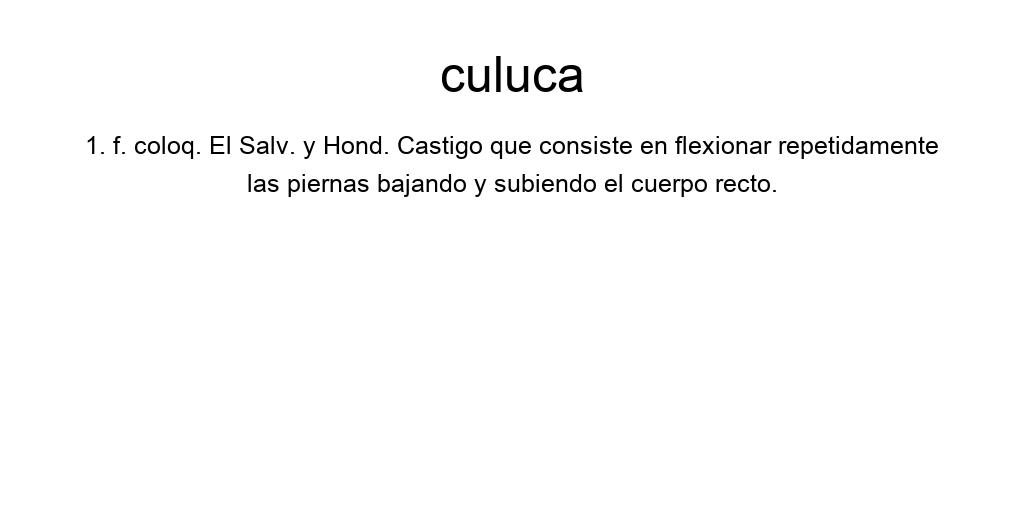 culuca
1. f. coloq. El Salv. y Hond. Castigo que consiste en flexionar repetidamente
las piernas bajando y subiendo el cuerpo recto.